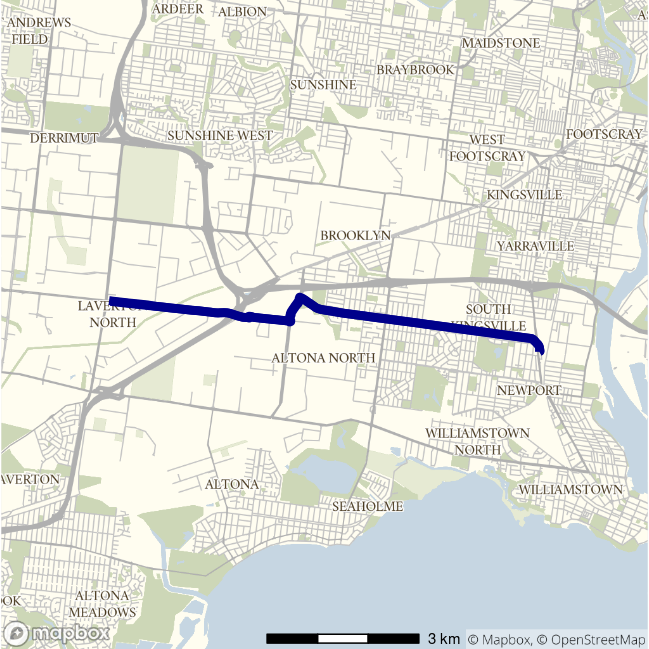 ANDREWS
FIELD
ARDEER
ALBION
MAIDSTONE
BRAYBROOK
SUNSHINE
DERRIMUT
SUNSHINE WEST
FOOTSCRAY
WEST
FOOTSCRAY
KINGSVILLE
BROOKLYN
YARRAVILLE
LAVERTON
NORTH
SOUTH
KINGSVILLE
ALTONA NORTH
NEWPORT
WILLIAMSTOWN
NORTH
AVERTON
ALTONA
SEAHOLME
WILLIAMSTOWN
OOK
ALTONA
MEADOWS
mapbox
3 km
© Mapbox, © OpenStreetMap